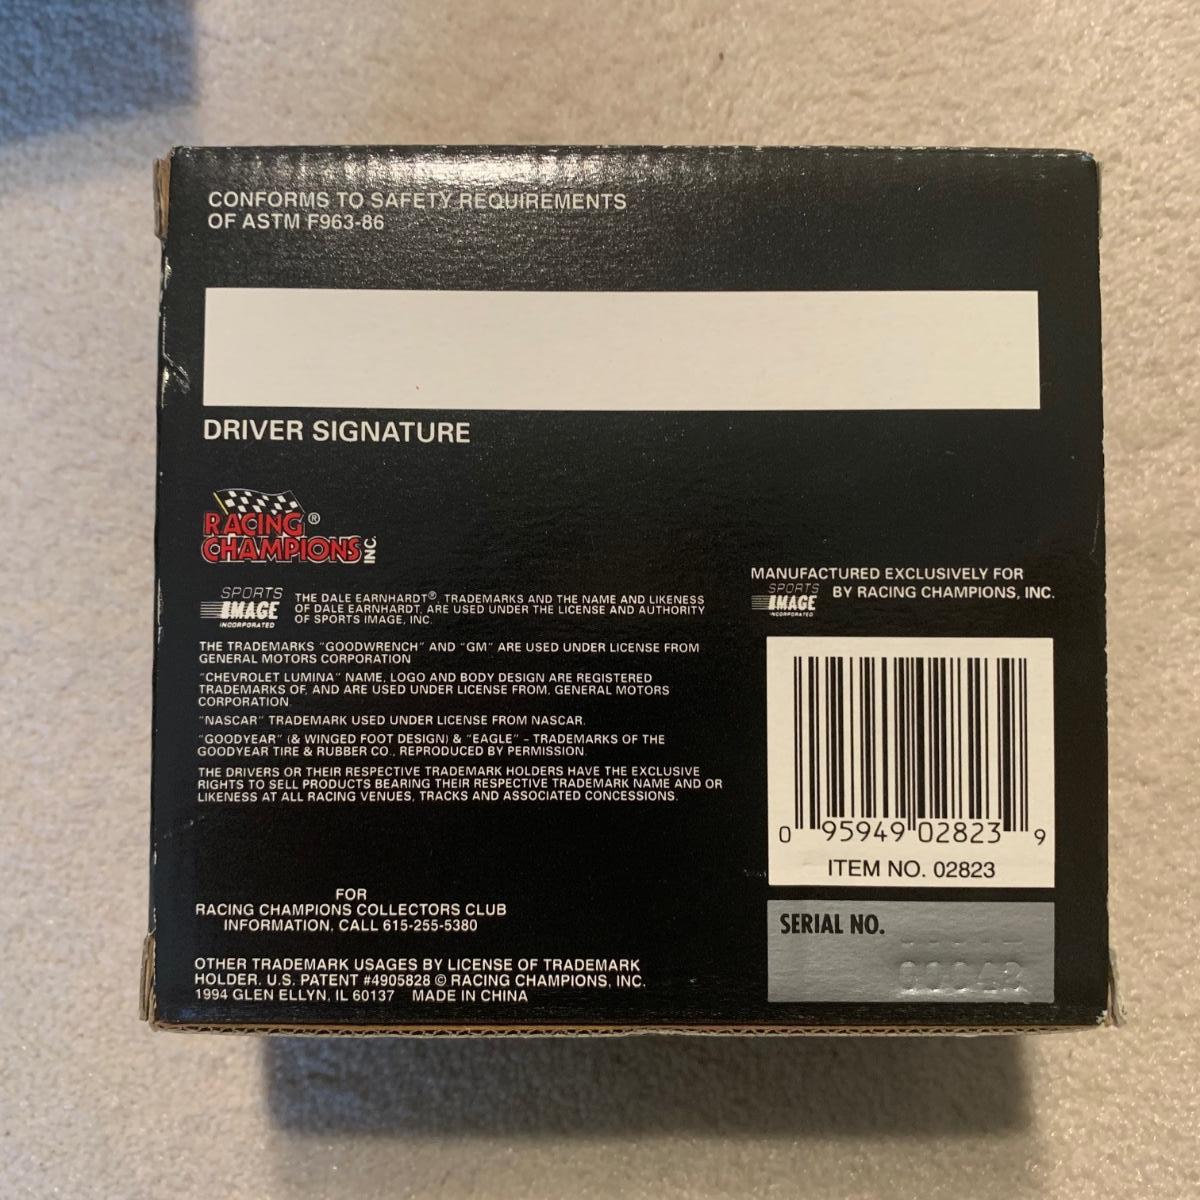 CONFORMS TO SAFETY REQUIREMENTS
OF ASTM F963-86
DRIVER SIGNATURE
RACING ®
CHAMPIONS INC.
SPORTS
IMAGE
INCORPORATED
THE DALE EARNHARDT®, TRADEMARKS AND THE NAME AND LIKENESS
OF DALE EARNHARDT, ARE USED UNDER THE LICENSE AND AUTHORITY
OF SPORTS IMAGE, INC.
THE TRADEMARKS "GOODWRENCH" AND "GM" ARE USED UNDER LICENSE FROM
GENERAL MOTORS CORPORATION
"CHEVROLET LUMINA" NAME, LOGO AND BODY DESIGN ARE REGISTERED
TRADEMARKS OF, AND ARE USED UNDER LICENSE FROM, GENERAL MOTORS
CORPORATION.
"NASCAR" TRADEMARK USED UNDER LICENSE FROM NASCAR.
"GOODYEAR" (& WINGED FOOT DESIGN) & "EAGLE" - TRADEMARKS OF THE
GOODYEAR TIRE & RUBBER CO., REPRODUCED BY PERMISSION.
THE DRIVERS OR THEIR RESPECTIVE TRADEMARK HOLDERS HAVE THE EXCLUSIVE
RIGHTS TO SELL PRODUCTS BEARING THEIR RESPECTIVE TRADEMARK NAME AND OR
LIKENESS AT ALL RACING VENUES, TRACKS AND ASSOCIATED CONCESSIONS.
FOR
RACING CHAMPIONS COLLECTORS CLUB
INFORMATION, CALL 615-255-5380
OTHER TRADEMARK USAGES BY LICENSE OF TRADEMARK
HOLDER. U.S. PATENT #4905828 © RACING CHAMPIONS, INC.
1994 GLEN ELLYN, IL 60137 MADE IN CHINA
MANUFACTURED EXCLUSIVELY FOR
SPORTS
IMAGE
INCORPORATED
BY RACING CHAMPIONS, INC.
0 95949 02823 9
ITEM NO. 02823
SERIAL NO.